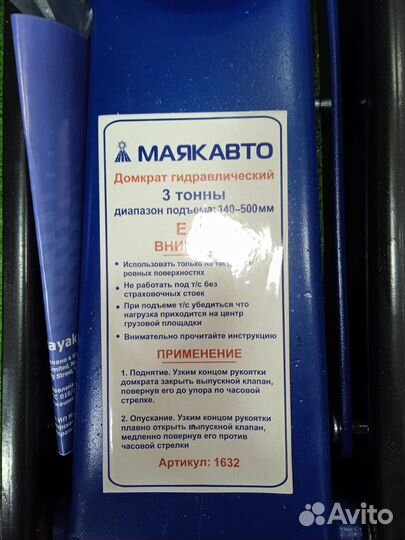 МАЯКАВТО
Домкрат гидравлический
3 тонны
диапазон подъема: 140-500мм
• Использовать только на
ровных поверхностях
• Не работать под т/с без
страховочных стоек
• При подъеме т/с убедиться что
нагрузка приходится на центр
грузовой площадки
• Внимательно прочитайте инструкцию
ПРИМЕНЕНИЕ
1. Поднятие. Узким концом рукоятки
домкрата закрыть выпускной клапан,
повернув его до упора по часовой
стрелке.
2. Опускание. Узким концом рукоятки
плавно открыть выпускной клапан,
медленно повернув его против
часовой стрелки
Артикул: 1632
Avito